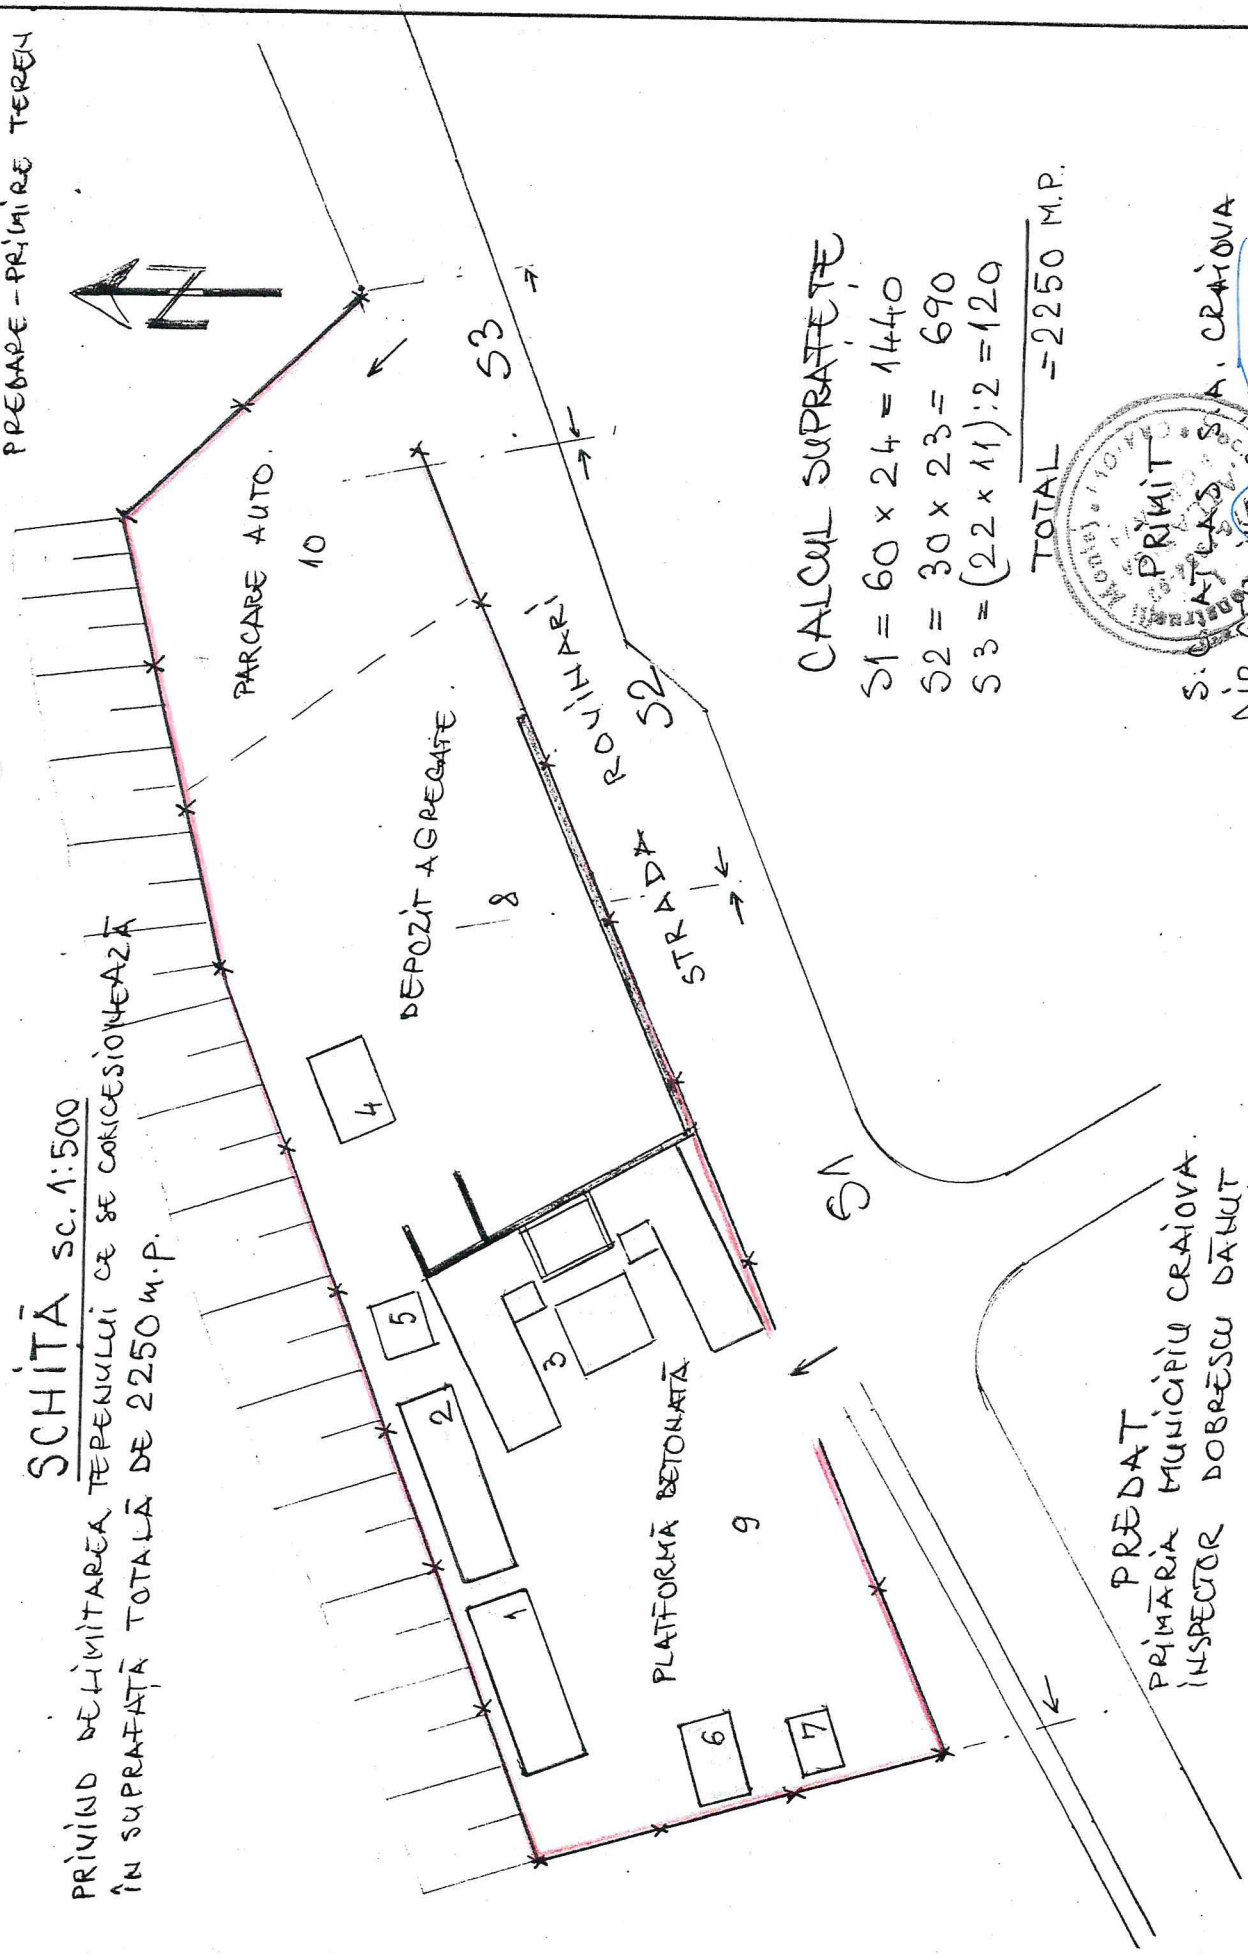 PREDARE - PRIMIRE TEREN
SCHIȚĂ SC. 1:500
PRIVIND DELIMITAREA TERENULUI CE SE CONCESIONEAZĂ
ÎN SUPRAFAȚĂ TOTALĂ DE 2250 M.P.
PARCARE AUTO.
10
DEPOZIT AGREGATE.
8
4
5
2
1
3
6
7
PLATFORMĂ BETONATĂ
9
STRADA ROVINARI
S1
S2
S3
CALCUL SUPRAFEȚE
S1 = 60 x 24 = 1440
S2 = 30 x 23 = 690
S3 = (22 x 11):2 = 120
TOTAL = 2250 M.P.
PREDAT
PRIMĂRIA MUNICIPIU CRAIOVA.
INSPECTOR DOBRESCU DĂNUȚ
PRIMIT
S.C. ATLAS S.A. CRAIOVA